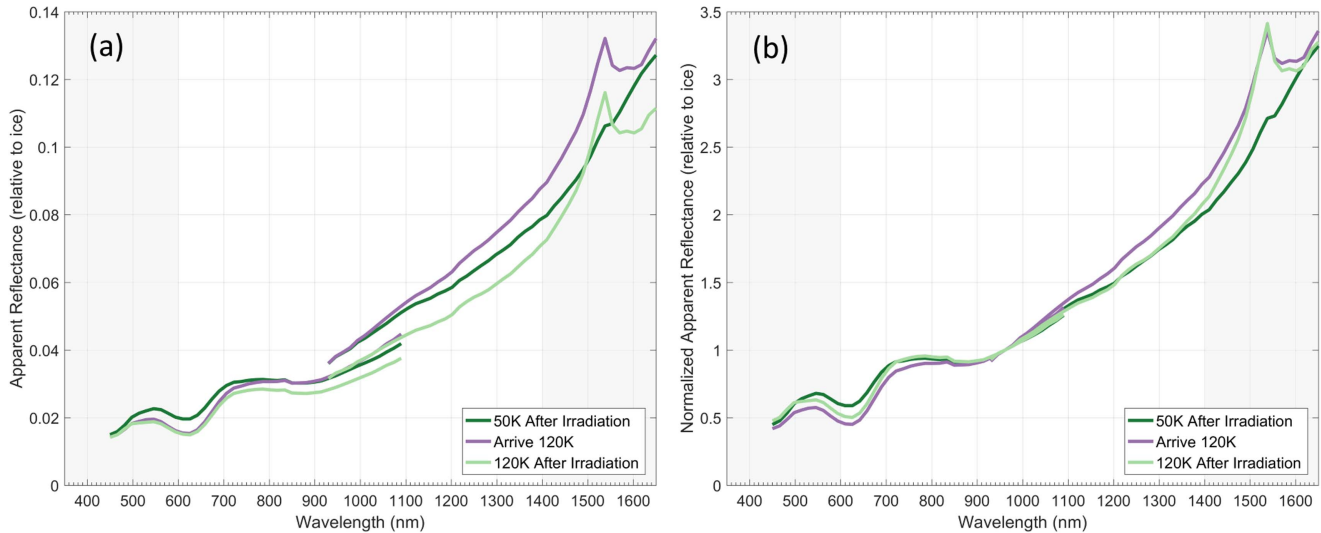 (a)
Apparent Reflectance (relative to ice)
0.14
0.12
0.1
0.08
0.06
0.04
0.02
0
400 500 600 700 800 900 1000 1100 1200 1300 1400 1500 1600
Wavelength (nm)
50K After Irradiation
Arrive 120K
120K After Irradiation
(b)
Normalized Apparent Reflectance (relative to ice)
3.5
3
2.5
2
1.5
1
0.5
0
400 500 600 700 800 900 1000 1100 1200 1300 1400 1500 1600
Wavelength (nm)
50K After Irradiation
Arrive 120K
120K After Irradiation